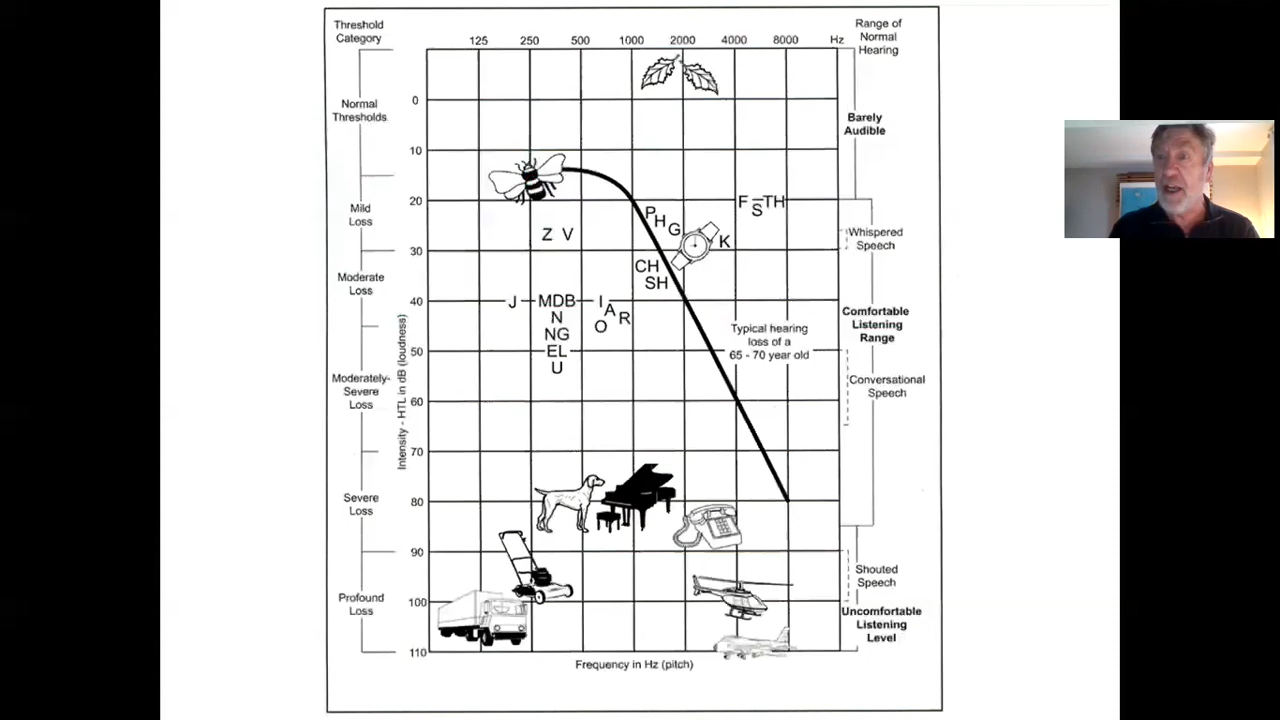 Threshold
Category
125 250 500 1000 2000 4000 8000 Hz
Range of
Normal
Hearing
Normal
Thresholds
Mild
Loss
Moderate
Loss
Moderately-
Severe
Loss
Severe
Loss
Profound
Loss
Intensity - HTL in dB (loudness)
0
10
20
30
40
50
60
70
80
90
100
110
F S TH
P H G K
Z V
CH
SH
J MDB I A R
N O
NG
EL
U
Typical hearing
loss of a
65 - 70 year old
Barely
Audible
Whispered
Speech
Comfortable
Listening
Range
Conversational
Speech
Shouted
Speech
Uncomfortable
Listening
Level
Frequency in Hz (pitch)